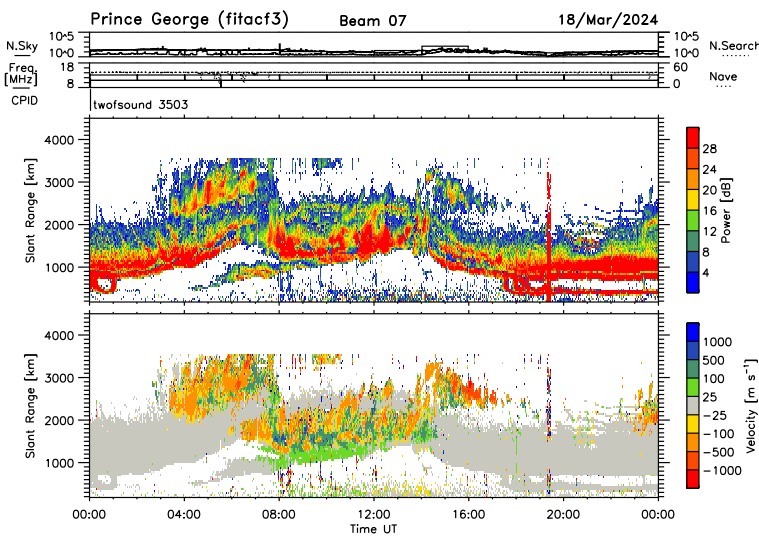 Prince George (fitacf3) Beam 07 18/Mar/2024
N.Sky 10^5 10^5 N.Search
10^0 10^0
Freq 18 60 Nave
[MHz] 8 0
CPID twofsound 3503
4000
3000
2000
1000
Slant Range [km]
28
24
20
16
12
8
4
Power [dB]
4000
3000
2000
1000
Slant Range [km]
1000
500
100
25
-25
-100
-500
-1000
Velocity [m s⁻¹]
00:00 04:00 08:00 12:00 16:00 20:00 00:00
Time UT